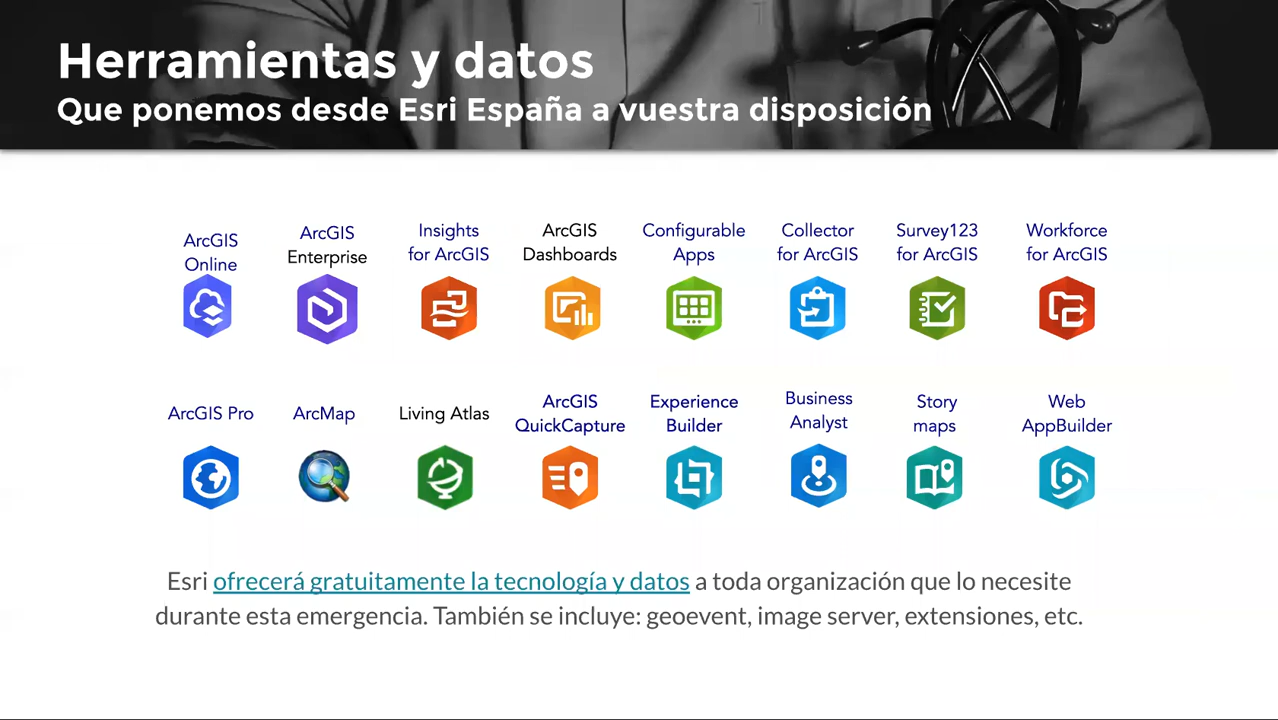 Herramientas y datos
Que ponemos desde Esri España a vuestra disposición
ArcGIS
Online
ArcGIS
Enterprise
Insights
for ArcGIS
ArcGIS
Dashboards
Configurable
Apps
Collector
for ArcGIS
Survey123
for ArcGIS
Workforce
for ArcGIS
ArcGIS Pro
ArcMap
Living Atlas
ArcGIS
QuickCapture
Experience
Builder
Business
Analyst
Story
maps
Web
AppBuilder
Esri ofrecerá gratuitamente la tecnología y datos a toda organización que lo necesite
durante esta emergencia. También se incluye: geoevent, image server, extensiones, etc.